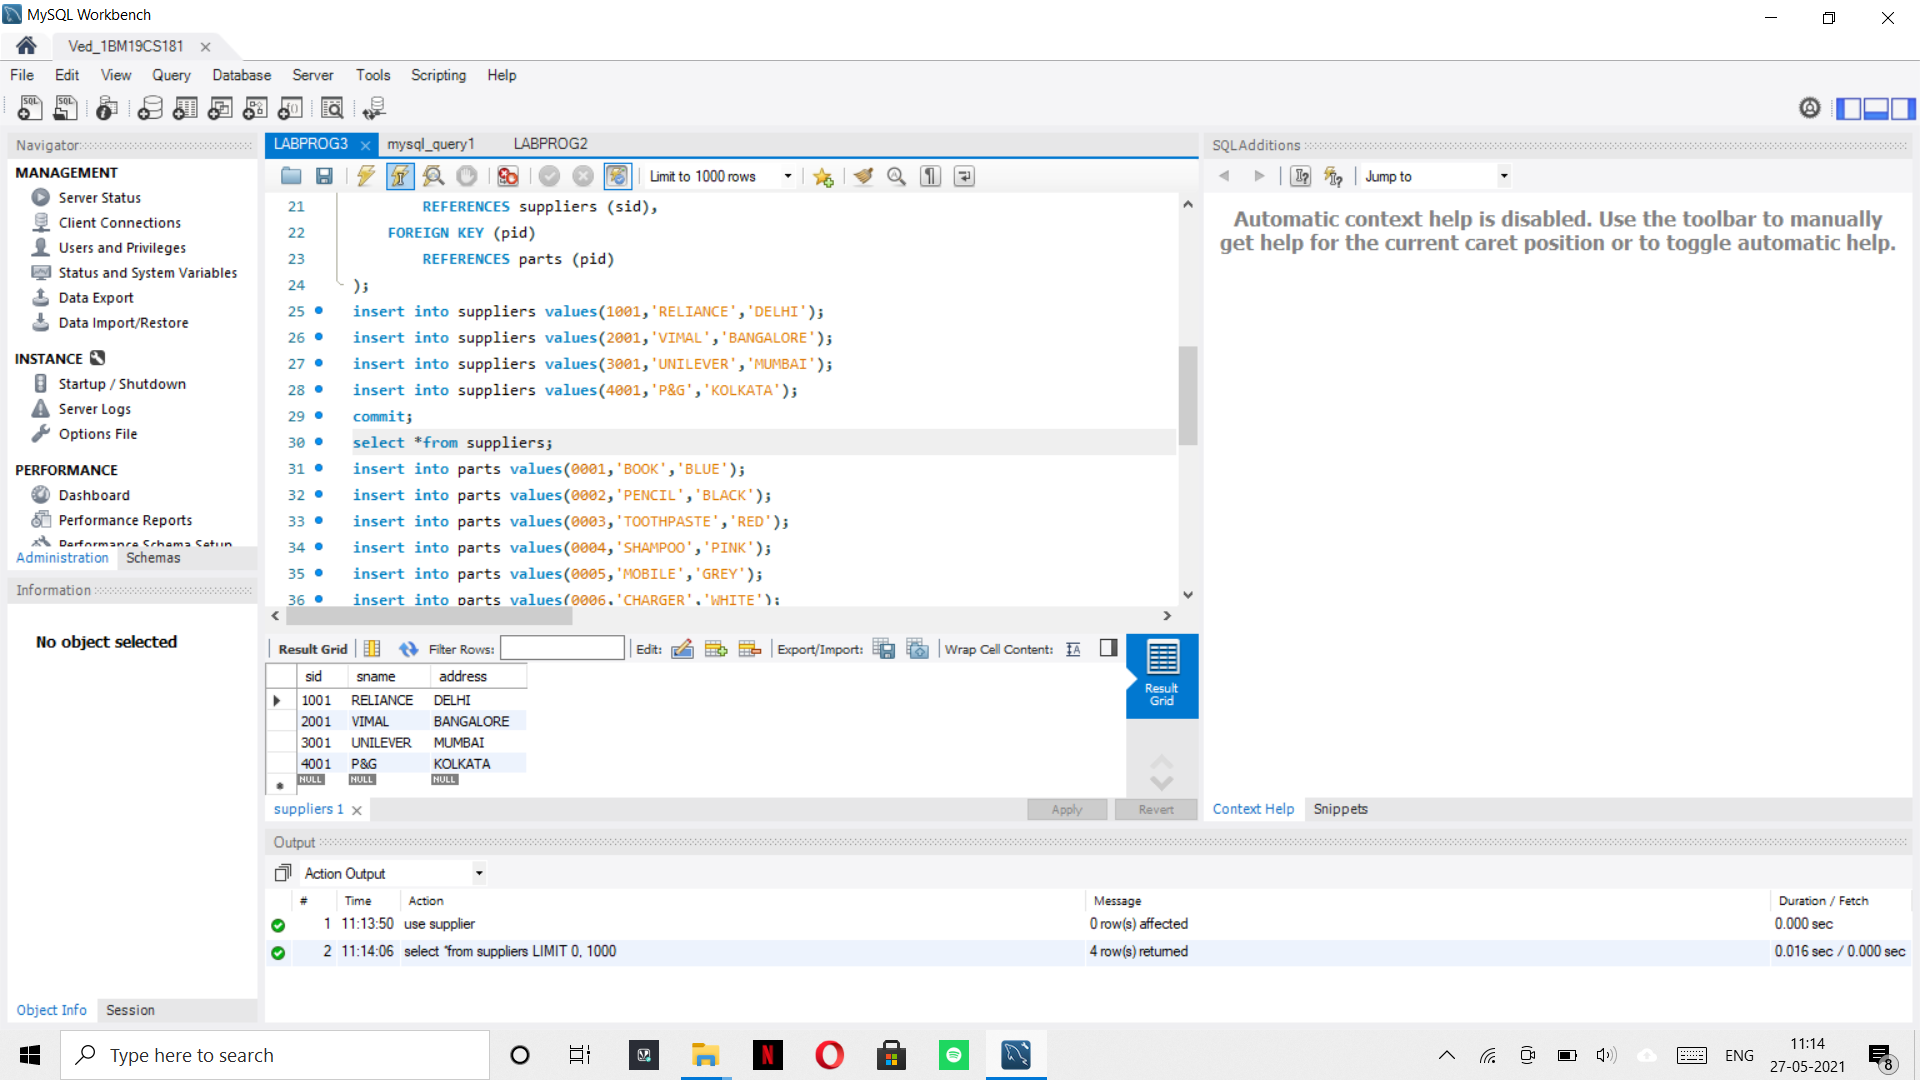 MySQL Workbench
Ved_1BM19CS181
File Edit View Query Database Server Tools Scripting Help
Navigator
MANAGEMENT
Server Status
Client Connections
Users and Privileges
Status and System Variables
Data Export
Data Import/Restore
INSTANCE
Startup / Shutdown
Server Logs
Options File
PERFORMANCE
Dashboard
Performance Reports
Performance Schema Setup
Administration Schemas
Information
No object selected
Object Info Session
LABPROG3 mysql_query1 LABPROG2
Limit to 1000 rows
21 REFERENCES suppliers (sid),
22 FOREIGN KEY (pid)
23 REFERENCES parts (pid)
24 );
25 insert into suppliers values(1001,'RELIANCE','DELHI');
26 insert into suppliers values(2001,'VIMAL','BANGALORE');
27 insert into suppliers values(3001,'UNILEVER','MUMBAI');
28 insert into suppliers values(4001,'P&G','KOLKATA');
29 commit;
30 select *from suppliers;
31 insert into parts values(0001,'BOOK','BLUE');
32 insert into parts values(0002,'PENCIL','BLACK');
33 insert into parts values(0003,'TOOTHPASTE','RED');
34 insert into parts values(0004,'SHAMPOO','PINK');
35 insert into parts values(0005,'MOBILE','GREY');
36 insert into parts values(0006,'CHARGER','WHITE');
Result Grid Filter Rows: Edit: Export/Import: Wrap Cell Content:
sid sname address
1001 RELIANCE DELHI
2001 VIMAL BANGALORE
3001 UNILEVER MUMBAI
4001 P&G KOLKATA
NULL NULL NULL
Result
Grid
suppliers 1
Apply Revert
SQLAdditions
Jump to
Automatic context help is disabled. Use the toolbar to manually
get help for the current caret position or to toggle automatic help.
Context Help Snippets
Output
Action Output
# Time Action Message Duration / Fetch
1 11:13:50 use supplier 0 row(s) affected 0.000 sec
2 11:14:06 select *from suppliers LIMIT 0, 1000 4 row(s) returned 0.016 sec / 0.000 sec
Type here to search
ENG
11:14
27-05-2021
8